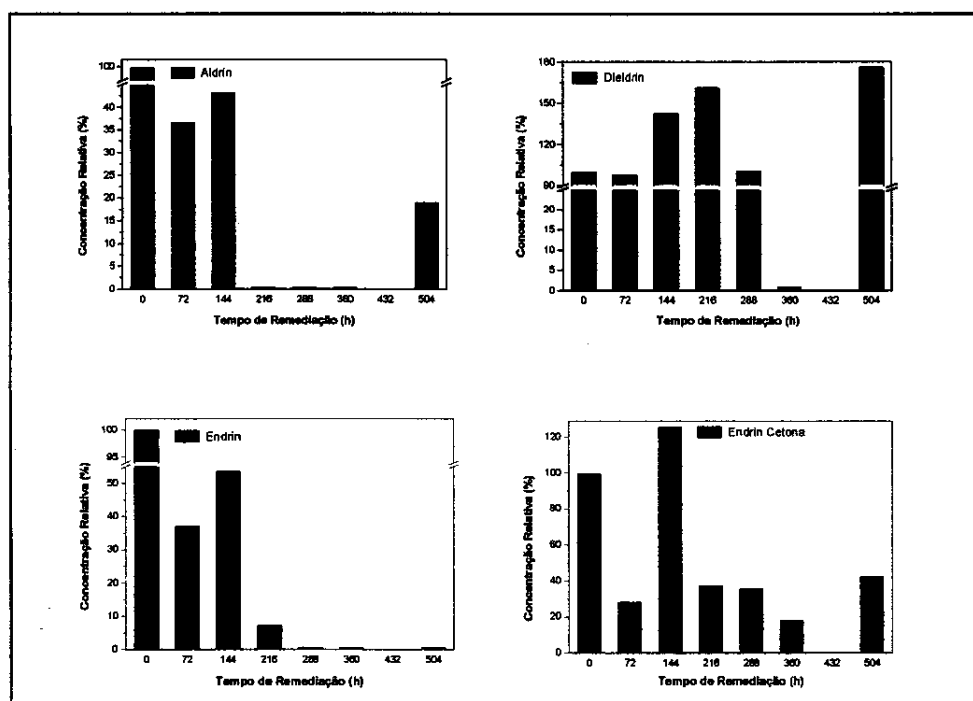 Aldrin
Concentração Relativa (%)
100
40
35
30
25
20
15
10
5
0
0 72 144 216 288 360 432 504
Tempo de Remediação (h)
Dieldrin
Concentração Relativa (%)
180
150
120
90
25
20
15
10
5
0
0 72 144 216 288 360 432 504
Tempo de Remediação (h)
Endrin
Concentração Relativa (%)
100
95
50
40
30
20
10
0
0 72 144 216 288 360 432 504
Tempo de Remediação (h)
Endrin Cetona
Concentração Relativa (%)
120
100
80
60
40
20
0
0 72 144 216 288 360 432 504
Tempo de Remediação (h)